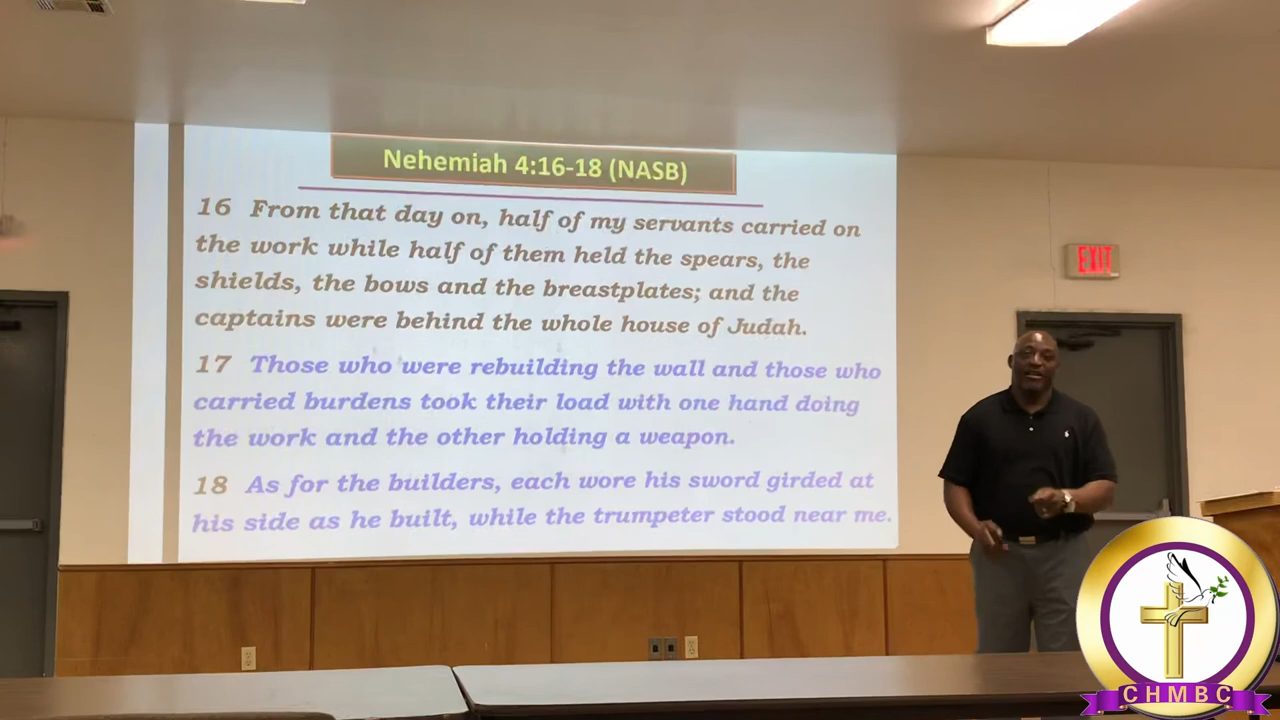 Nehemiah 4:16-18 (NASB)
16 From that day on, half of my servants carried on
the work while half of them held the spears, the
shields, the bows and the breastplates; and the
captains were behind the whole house of Judah.
17 Those who were rebuilding the wall and those who
carried burdens took their load with one hand doing
the work and the other holding a weapon.
18 As for the builders, each wore his sword girded at
his side as he built, while the trumpeter stood near me.
EXIT
CHMBC